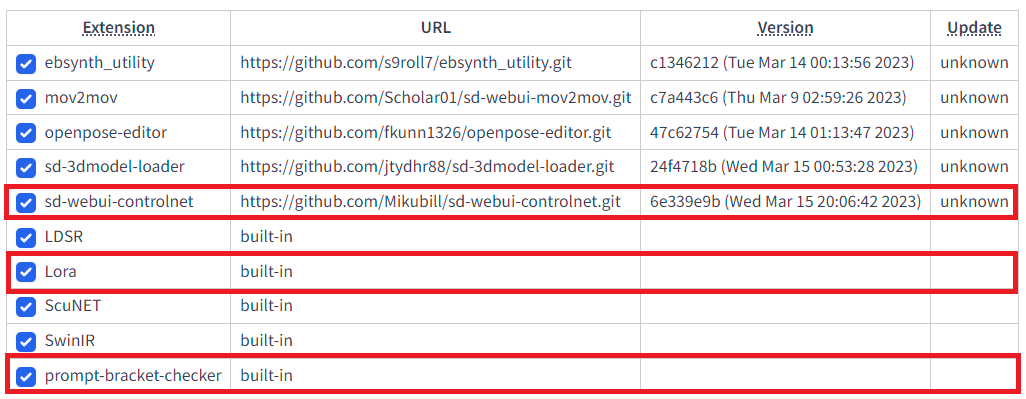 Extension URL Version Update
ebsynth_utility https://github.com/s9roll7/ebsynth_utility.git c1346212 (Tue Mar 14 00:13:56 2023) unknown
mov2mov https://github.com/Scholar01/sd-webui-mov2mov.git c7a443c6 (Thu Mar 9 02:59:26 2023) unknown
openpose-editor https://github.com/fkunn1326/openpose-editor.git 47c62754 (Tue Mar 14 01:13:47 2023) unknown
sd-3dmodel-loader https://github.com/jtydhr88/sd-3dmodel-loader.git 24f4718b (Wed Mar 15 00:53:28 2023) unknown
sd-webui-controlnet https://github.com/Mikubill/sd-webui-controlnet.git 6e339e9b (Wed Mar 15 20:06:42 2023) unknown
LDSR built-in
Lora built-in
ScuNET built-in
SwinIR built-in
prompt-bracket-checker built-in